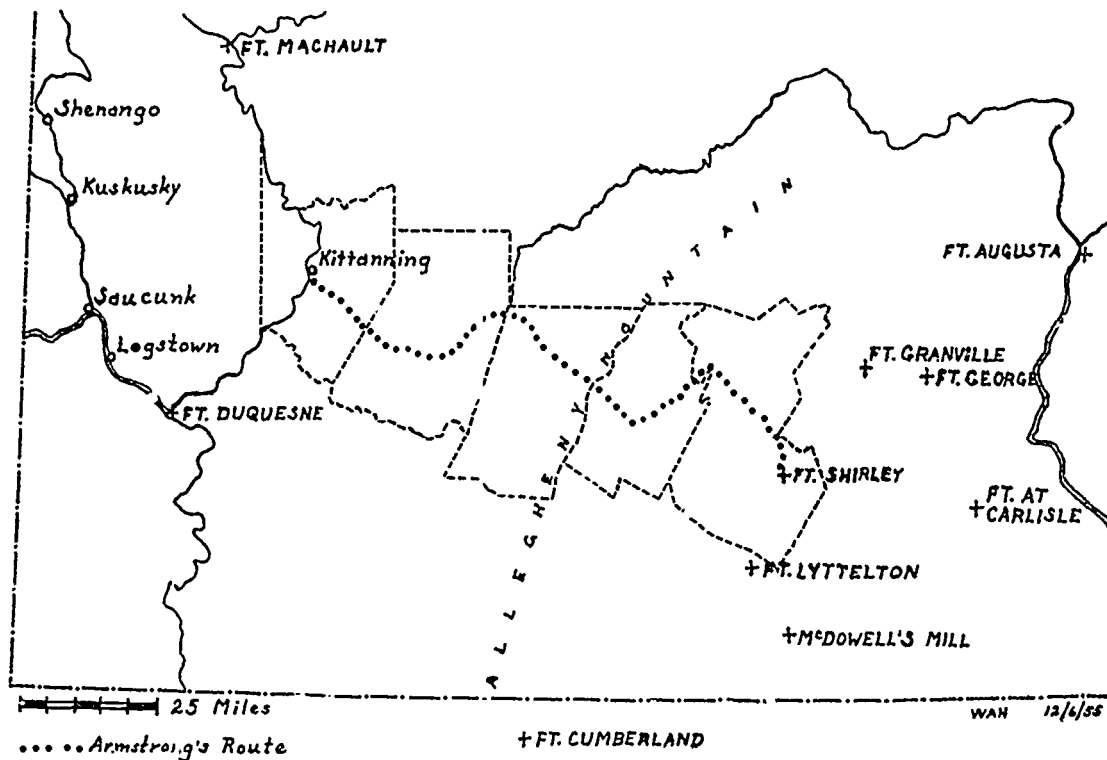 FT. MACHAULT
Shenango
Kuskusky
Kittanning
FT. AUGUSTA
Saucunk
Logstown
FT. GRANVILLE
FT. GEORGE
FT. DUQUESNE
FT. SHIRLEY
FT. AT
CARLISLE
FT. LYTTELTON
McDOWELL'S MILL
ALLEGHENY MOUNTAIN
25 Miles
WAH 12/6/55
Armstrong's Route
FT. CUMBERLAND